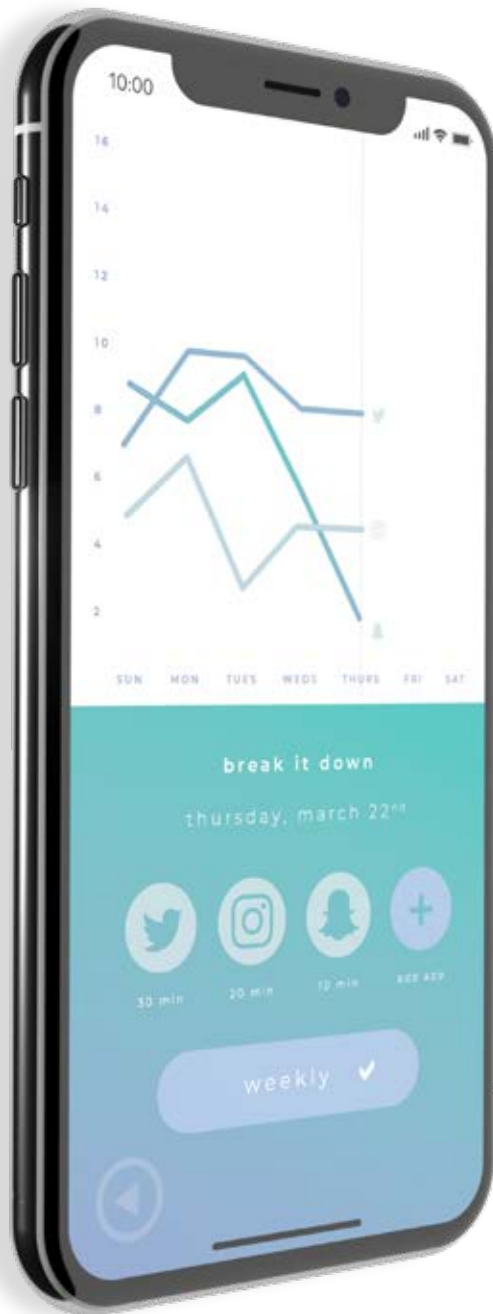 10:00
16
14
12
10
8
6
4
2
SUN MON TUES WEDS THURS FRI SAT
break it down
thursday, march 22nd
30 min 20 min 10 min add app
weekly